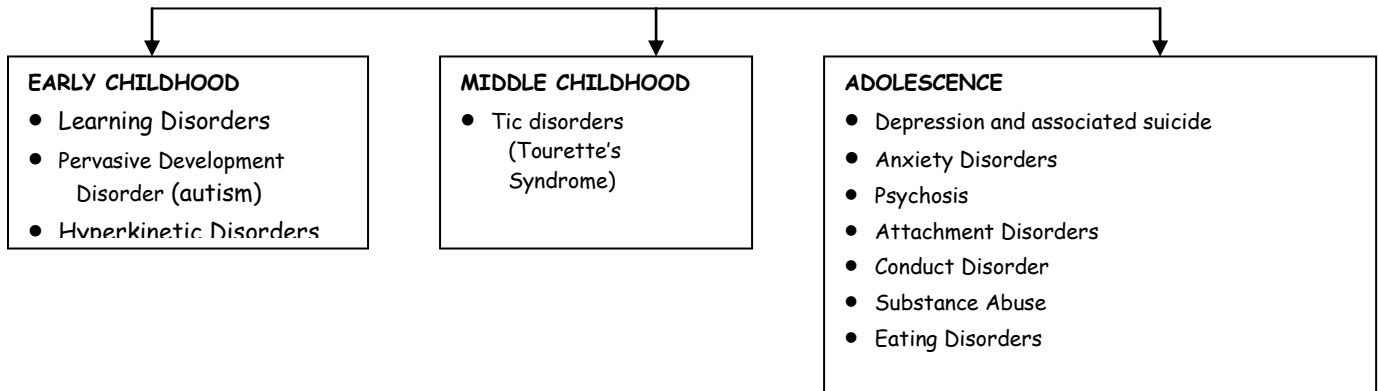 EARLY CHILDHOOD
● Learning Disorders
● Pervasive Development
Disorder (autism)
● Hyperkinetic Disorders
MIDDLE CHILDHOOD
● Tic disorders
(Tourette’s
Syndrome)
ADOLESCENCE
● Depression and associated suicide
● Anxiety Disorders
● Psychosis
● Attachment Disorders
● Conduct Disorder
● Substance Abuse
● Eating Disorders